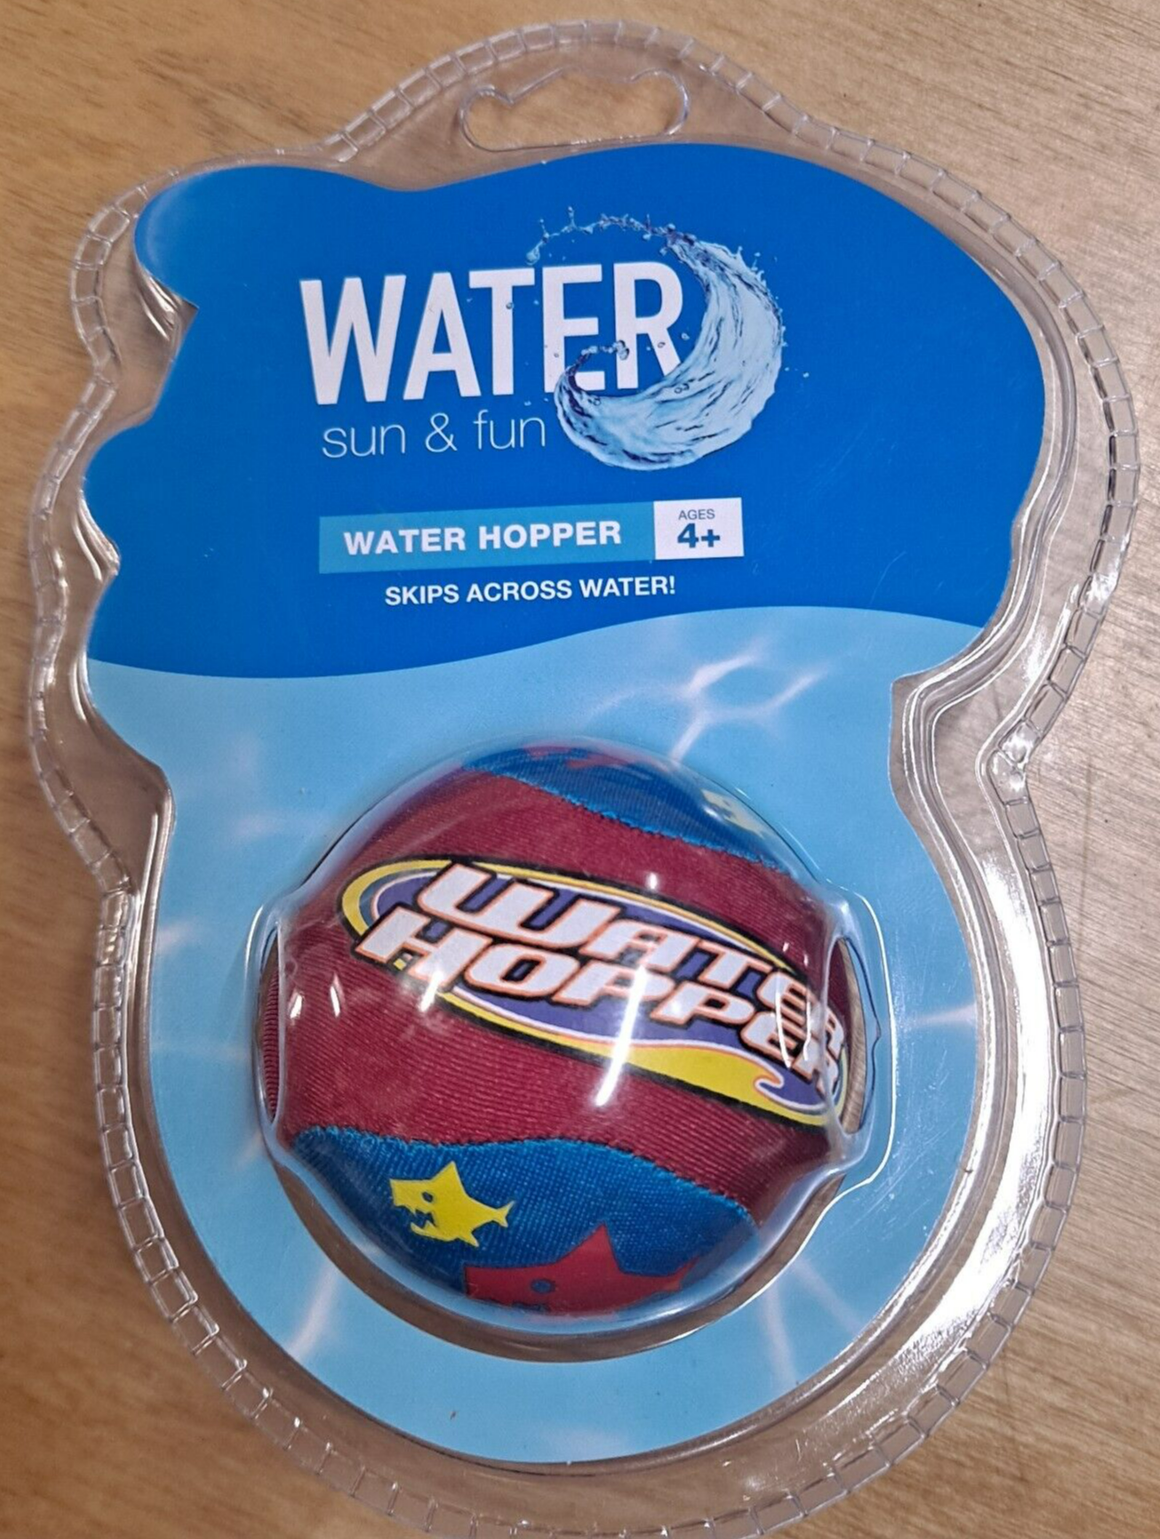 WATER
sun & fun
WATER HOPPER
AGES
4+
SKIPS ACROSS WATER!
WATER
HOPPER